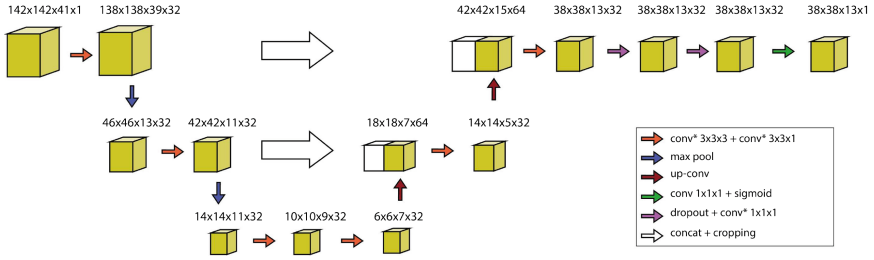 142x142x41x1 138x138x39x32 42x42x15x64 38x38x13x32 38x38x13x32 38x38x13x32 38x38x13x1
46x46x13x32 42x42x11x32 18x18x7x64 14x14x5x32
14x14x11x32 10x10x9x32 6x6x7x32
conv* 3x3x3 + conv* 3x3x1
max pool
up-conv
conv 1x1x1 + sigmoid
dropout + conv* 1x1x1
concat + cropping